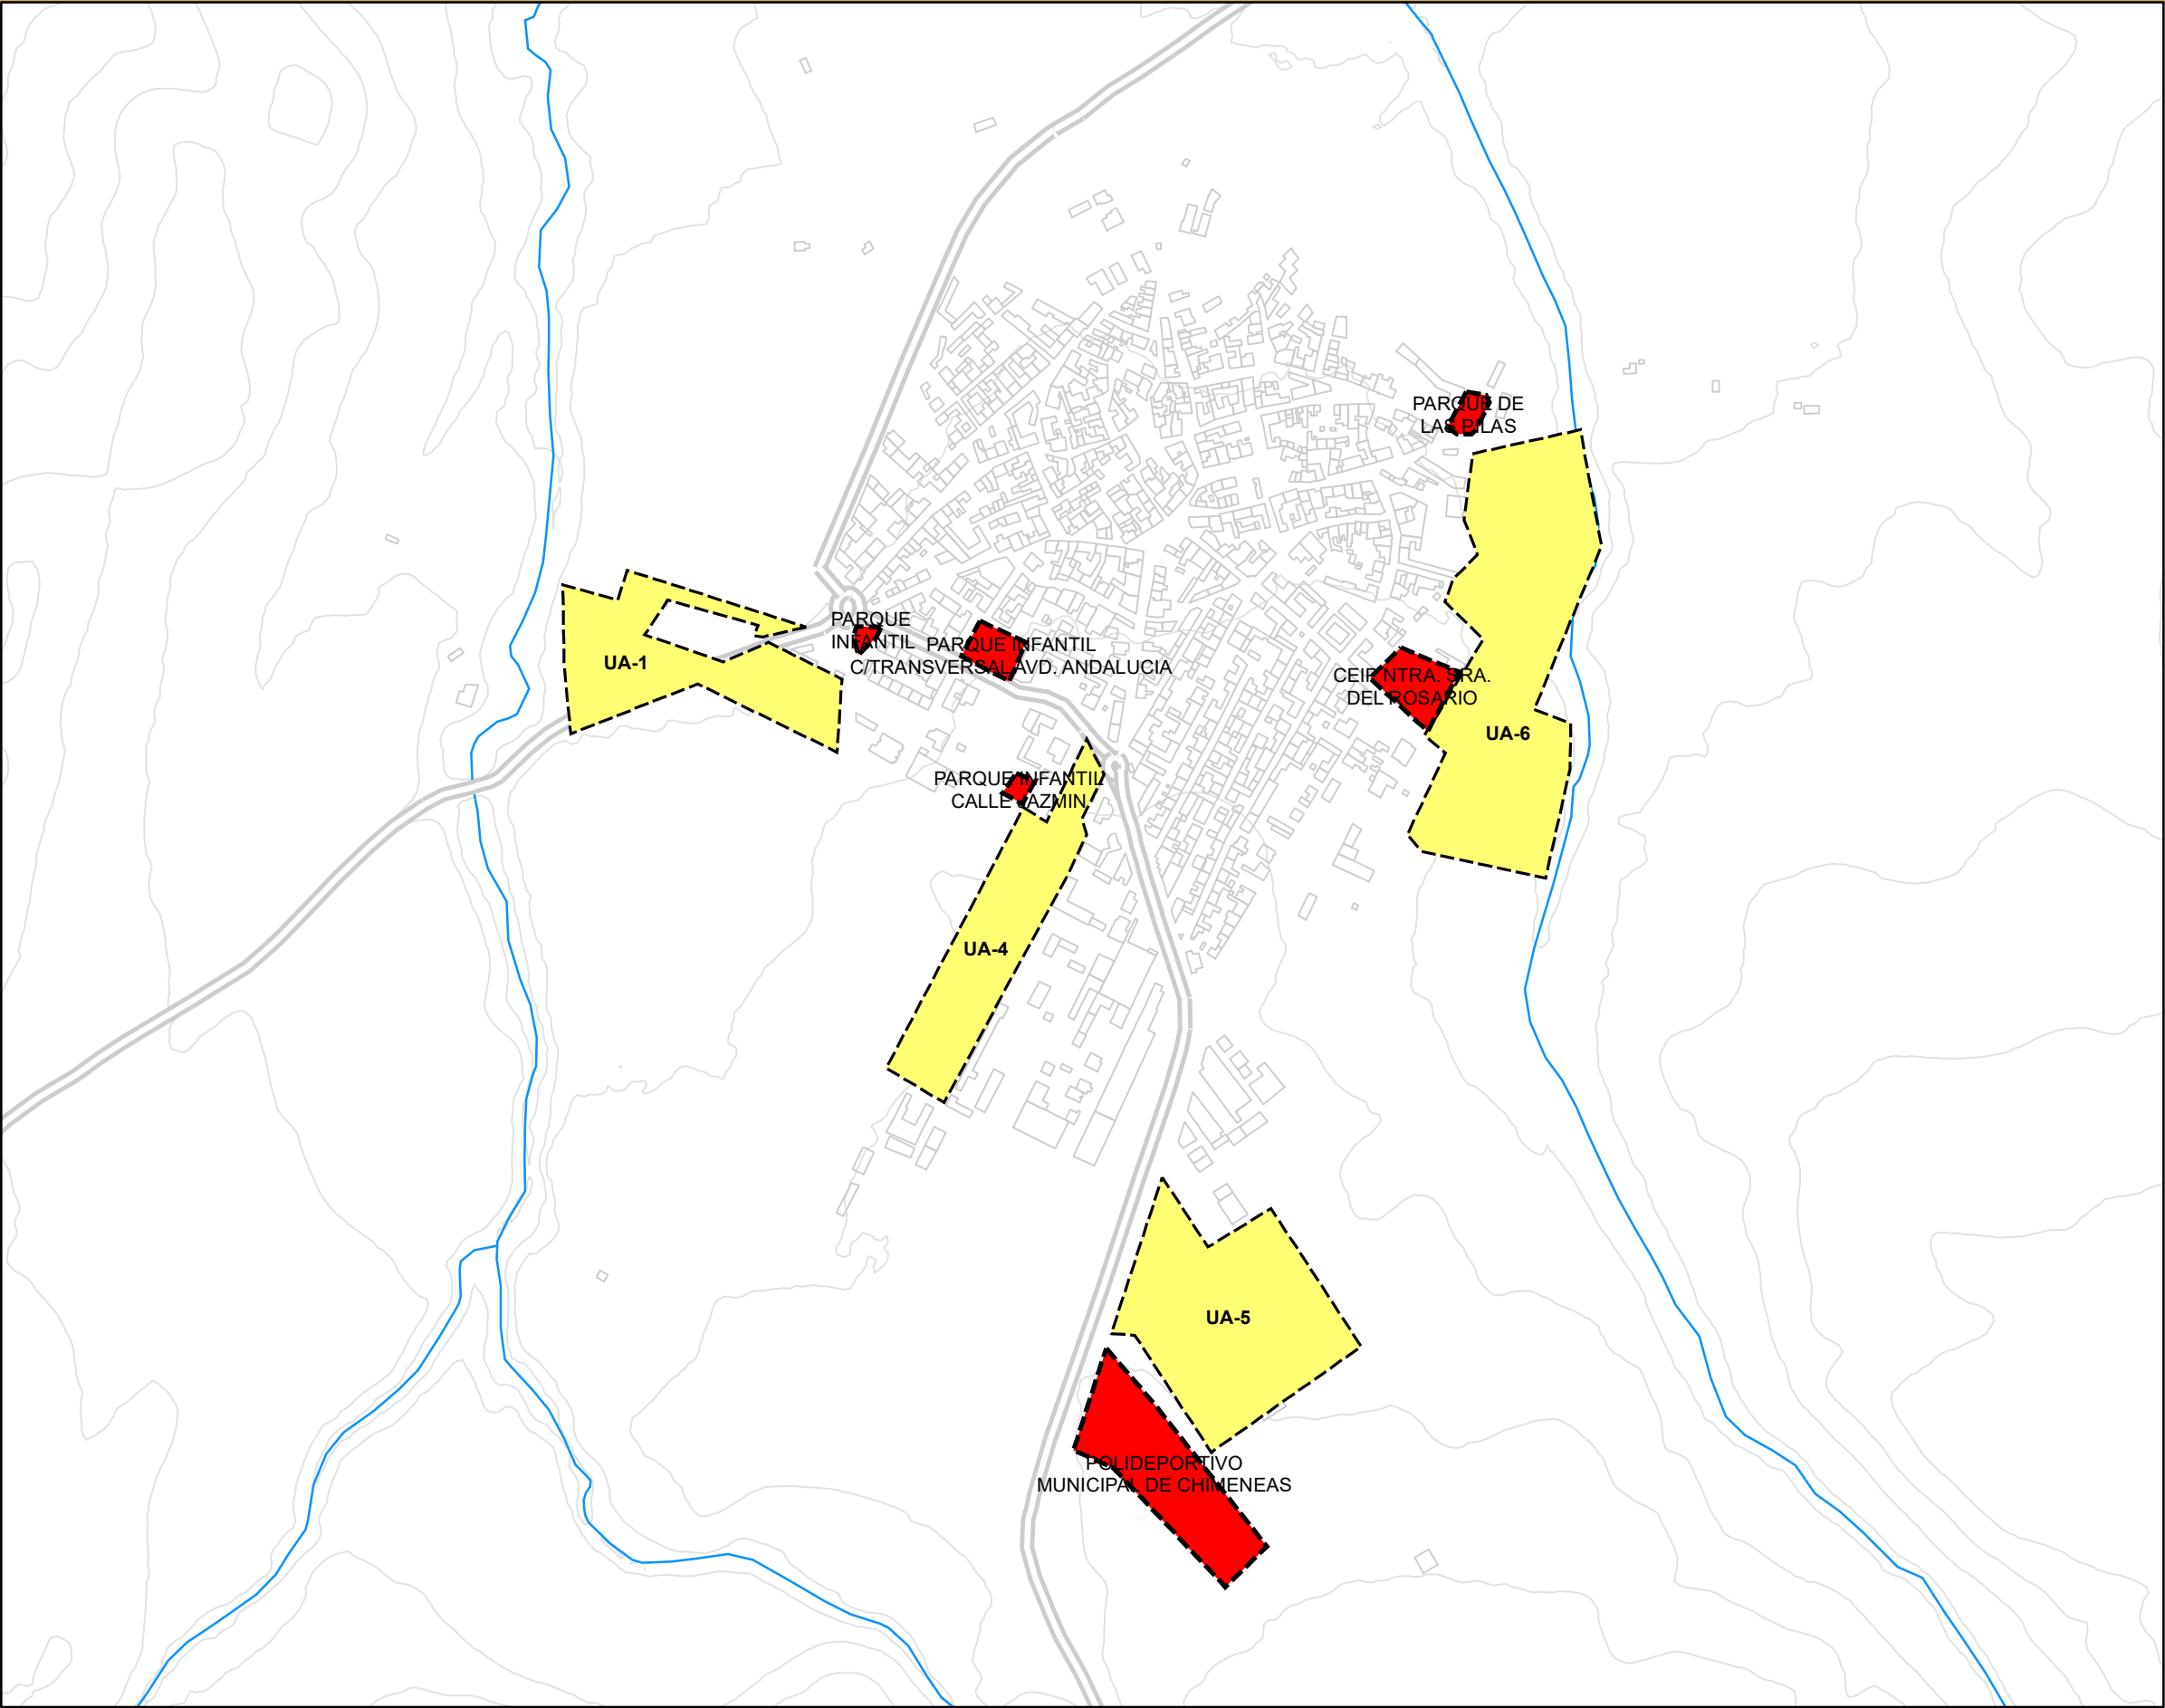 PARQUE DE
LAS PILAS
PARQUE
INFANTIL
PARQUE INFANTIL
C/TRANSVERSAL AVD. ANDALUCIA
UA-1
CEIP NTRA. SRA.
DEL ROSARIO
UA-6
PARQUE INFANTIL
CALLE JAZMIN
UA-4
UA-5
POLIDEPORTIVO
MUNICIPAL DE CHIMENEAS